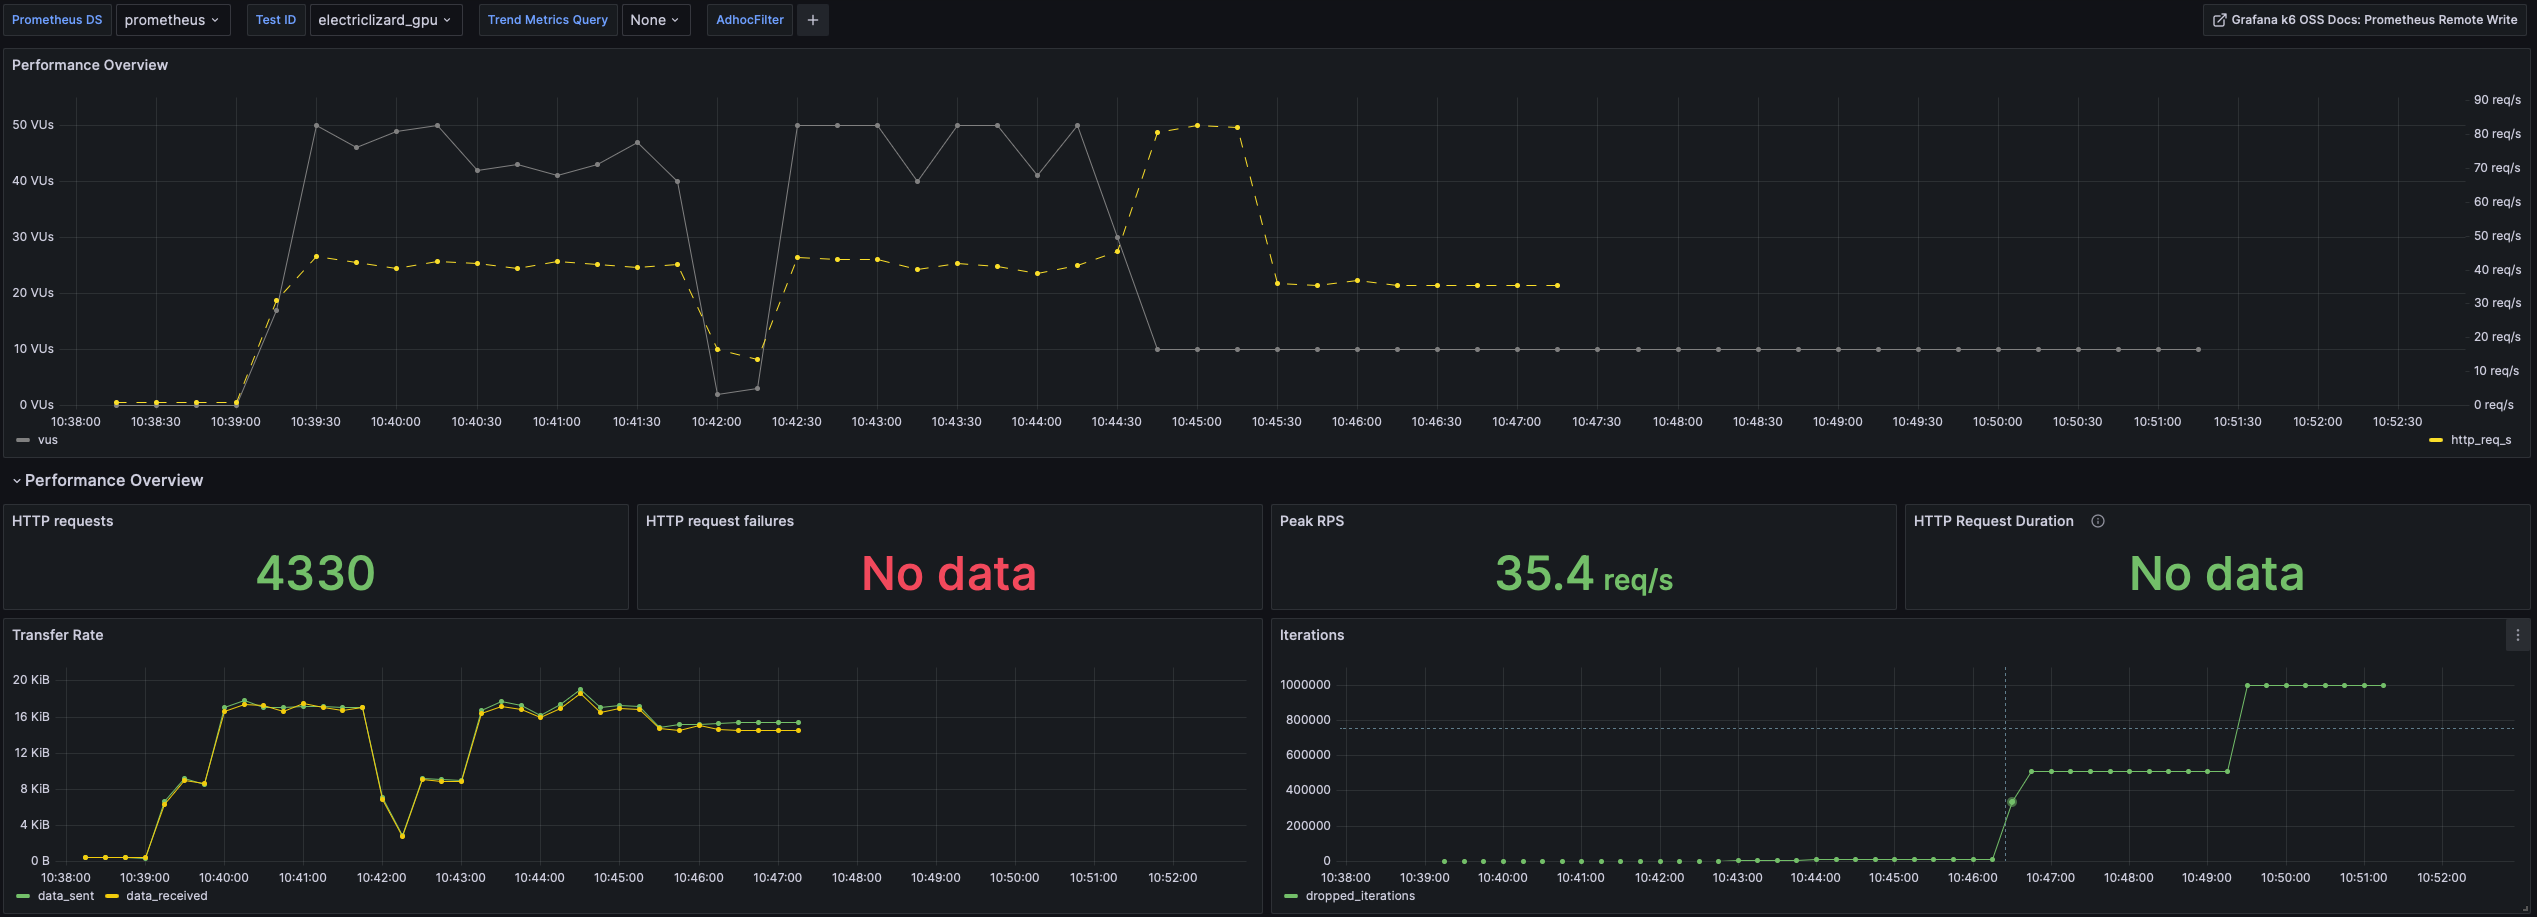 Prometheus DS prometheus Test ID electriclizard_gpu Trend Metrics Query None AdhocFilter + Grafana k6 OSS Docs: Prometheus Remote Write
Performance Overview
90 req/s
50 VUs 80 req/s
70 req/s
40 VUs
60 req/s
30 VUs 50 req/s
40 req/s
20 VUs 30 req/s
20 req/s
10 VUs
10 req/s
0 VUs 0 req/s
10:38:00 10:38:30 10:39:00 10:39:30 10:40:00 10:40:30 10:41:00 10:41:30 10:42:00 10:42:30 10:43:00 10:43:30 10:44:00 10:44:30 10:45:00 10:45:30 10:46:00 10:46:30 10:47:00 10:47:30 10:48:00 10:48:30 10:49:00 10:49:30 10:50:00 10:50:30 10:51:00 10:51:30 10:52:00 10:52:30
vus http_req_s
Performance Overview
HTTP requests
4330
HTTP request failures
No data
Peak RPS
35.4 req/s
HTTP Request Duration
No data
Transfer Rate
20 KiB
16 KiB
12 KiB
8 KiB
4 KiB
0 B
10:38:00 10:39:00 10:40:00 10:41:00 10:42:00 10:43:00 10:44:00 10:45:00 10:46:00 10:47:00 10:48:00 10:49:00 10:50:00 10:51:00 10:52:00
data_sent data_received
Iterations
1000000
800000
600000
400000
200000
0
10:38:00 10:39:00 10:40:00 10:41:00 10:42:00 10:43:00 10:44:00 10:45:00 10:46:00 10:47:00 10:48:00 10:49:00 10:50:00 10:51:00 10:52:00
dropped_iterations